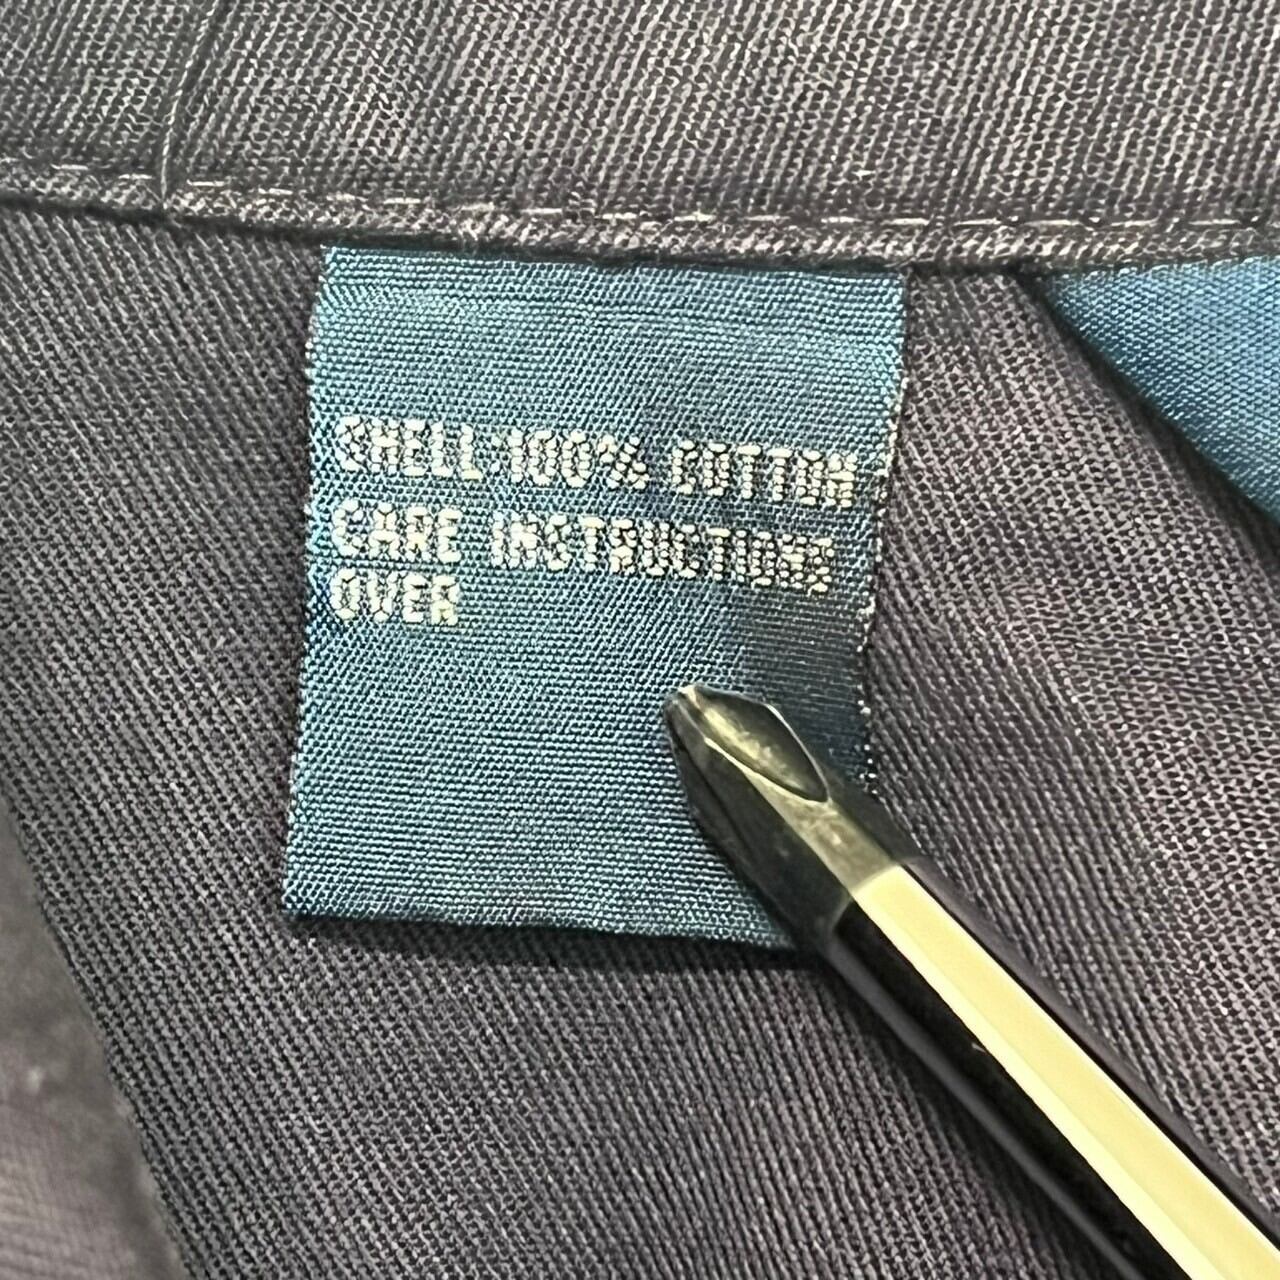 SHELL:100% COTTON
CARE INSTRUCTIONS
OVER